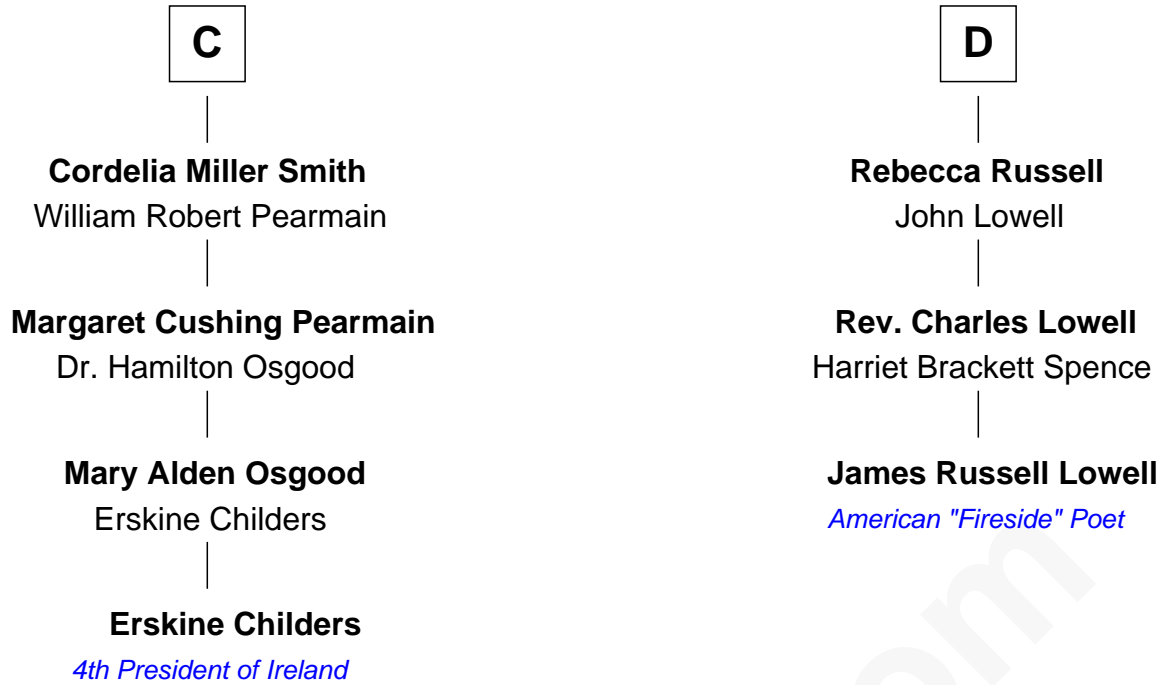 C
Cordelia Miller Smith
William Robert Pearmain
Margaret Cushing Pearmain
Dr. Hamilton Osgood
Mary Alden Osgood
Erskine Childers
Erskine Childers
4th President of Ireland
D
Rebecca Russell
John Lowell
Rev. Charles Lowell
Harriet Brackett Spence
James Russell Lowell
American "Fireside" Poet
om